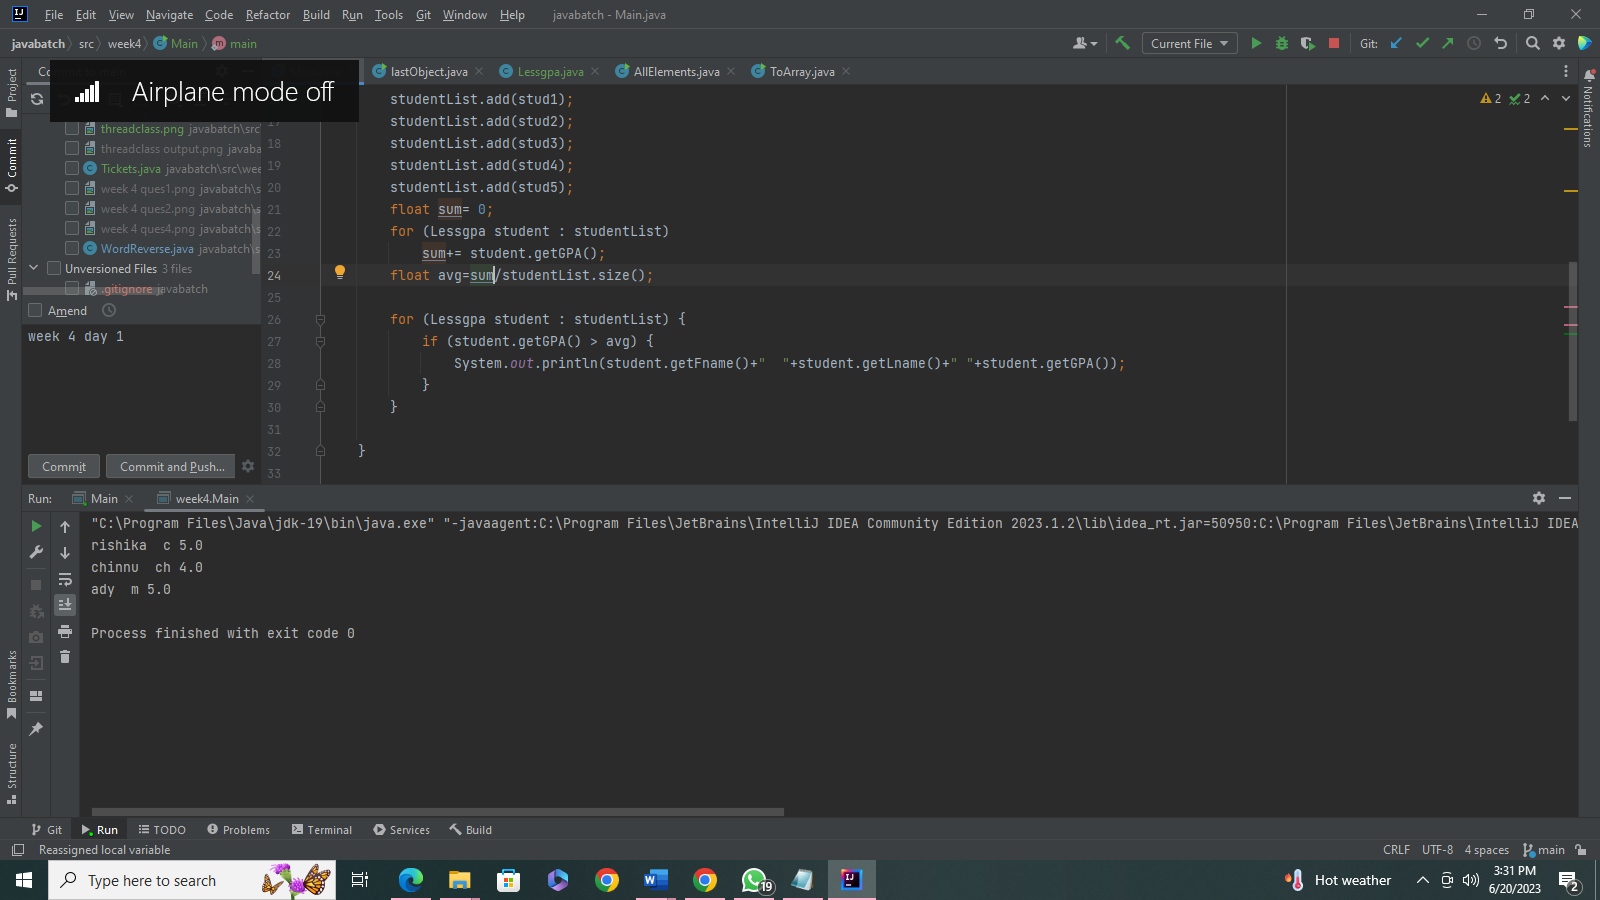 File Edit View Navigate Code Refactor Build Run Tools Git Window Help javabatch - Main.java
javabatch src week4 Main main
Current File Git:
lastObject.java Lessgpa.java AllElements.java ToArray.java
Airplane mode off
2 2
threadclass.png javabatch\src
threadclass output.png javaba
Tickets.java javabatch\src\wee
week 4 ques1.png javabatch\s
week 4 ques2.png javabatch\s
week 4 ques4.png javabatch\s
WordReverse.java javabatch\s
Unversioned Files 3 files
.gitignore javabatch
Amend
week 4 day 1
Commit Commit and Push...
Project
Commit
Pull Requests
Bookmarks
Structure
Notifications
studentList.add(stud1);
17 studentList.add(stud2);
18 studentList.add(stud3);
19 studentList.add(stud4);
20 studentList.add(stud5);
21 float sum= 0;
22 for (Lessgpa student : studentList)
23 sum+= student.getGPA();
24 float avg=sum/studentList.size();
25
26 for (Lessgpa student : studentList) {
27 if (student.getGPA() > avg) {
28 System.out.println(student.getFname()+"  "+student.getLname()+" "+student.getGPA());
29 }
30 }
31
32 }
33
Run: Main week4.Main
"C:\Program Files\Java\jdk-19\bin\java.exe" "-javaagent:C:\Program Files\JetBrains\IntelliJ IDEA Community Edition 2023.1.2\lib\idea_rt.jar=50950:C:\Program Files\JetBrains\IntelliJ IDEA
rishika  c 5.0
chinnu  ch 4.0
ady  m 5.0
Process finished with exit code 0
Git Run TODO Problems Terminal Services Build
Reassigned local variable CRLF UTF-8 4 spaces main
Type here to search
19
Hot weather
3:31 PM
6/20/2023
2